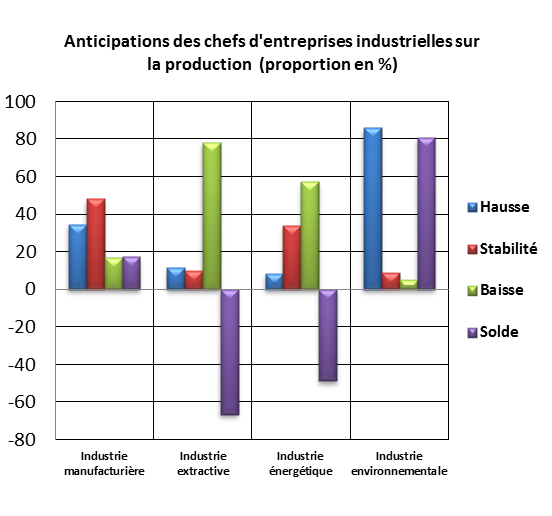 Anticipations des chefs d'entreprises industrielles sur
la production (proportion en %)
100
80
60
40
20
0
-20
-40
-60
-80
Hausse
Stabilité
Baisse
Solde
Industrie
manufacturière
Industrie
extractive
Industrie
énergétique
Industrie
environnementale